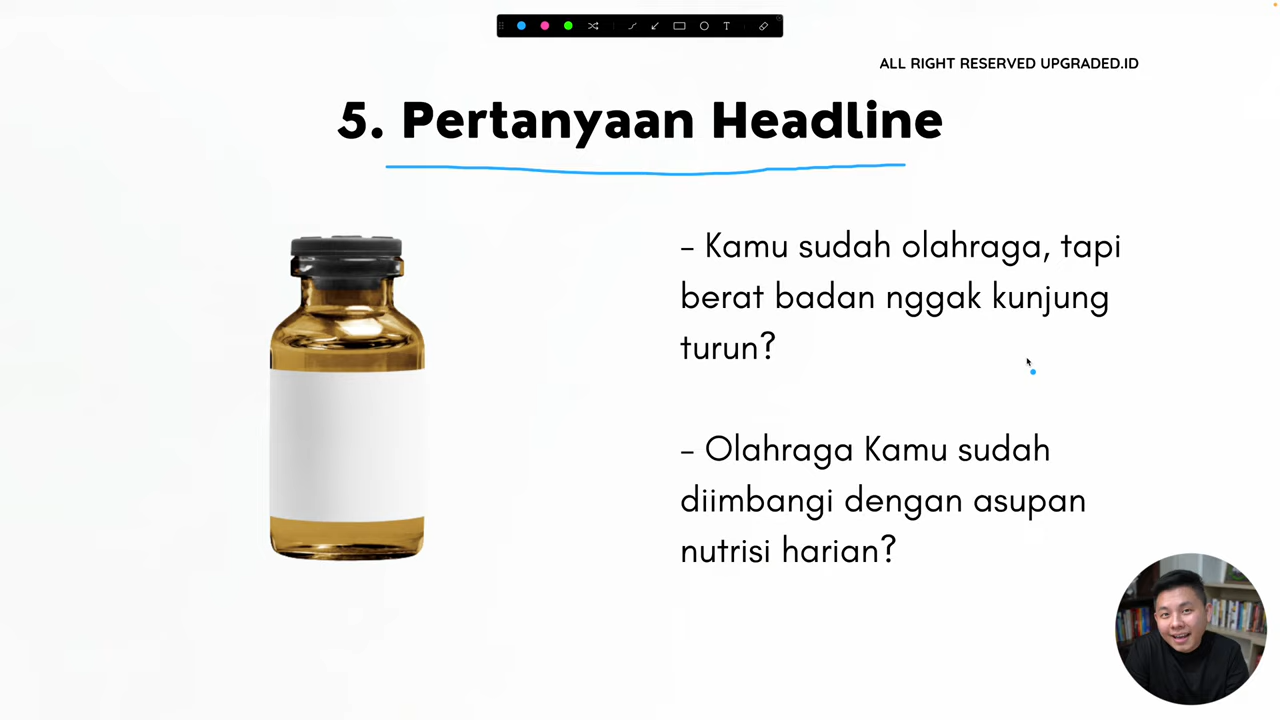 ALL RIGHT RESERVED UPGRADED.ID
5. Pertanyaan Headline
- Kamu sudah olahraga, tapi
berat badan nggak kunjung
turun?
- Olahraga Kamu sudah
diimbangi dengan asupan
nutrisi harian?